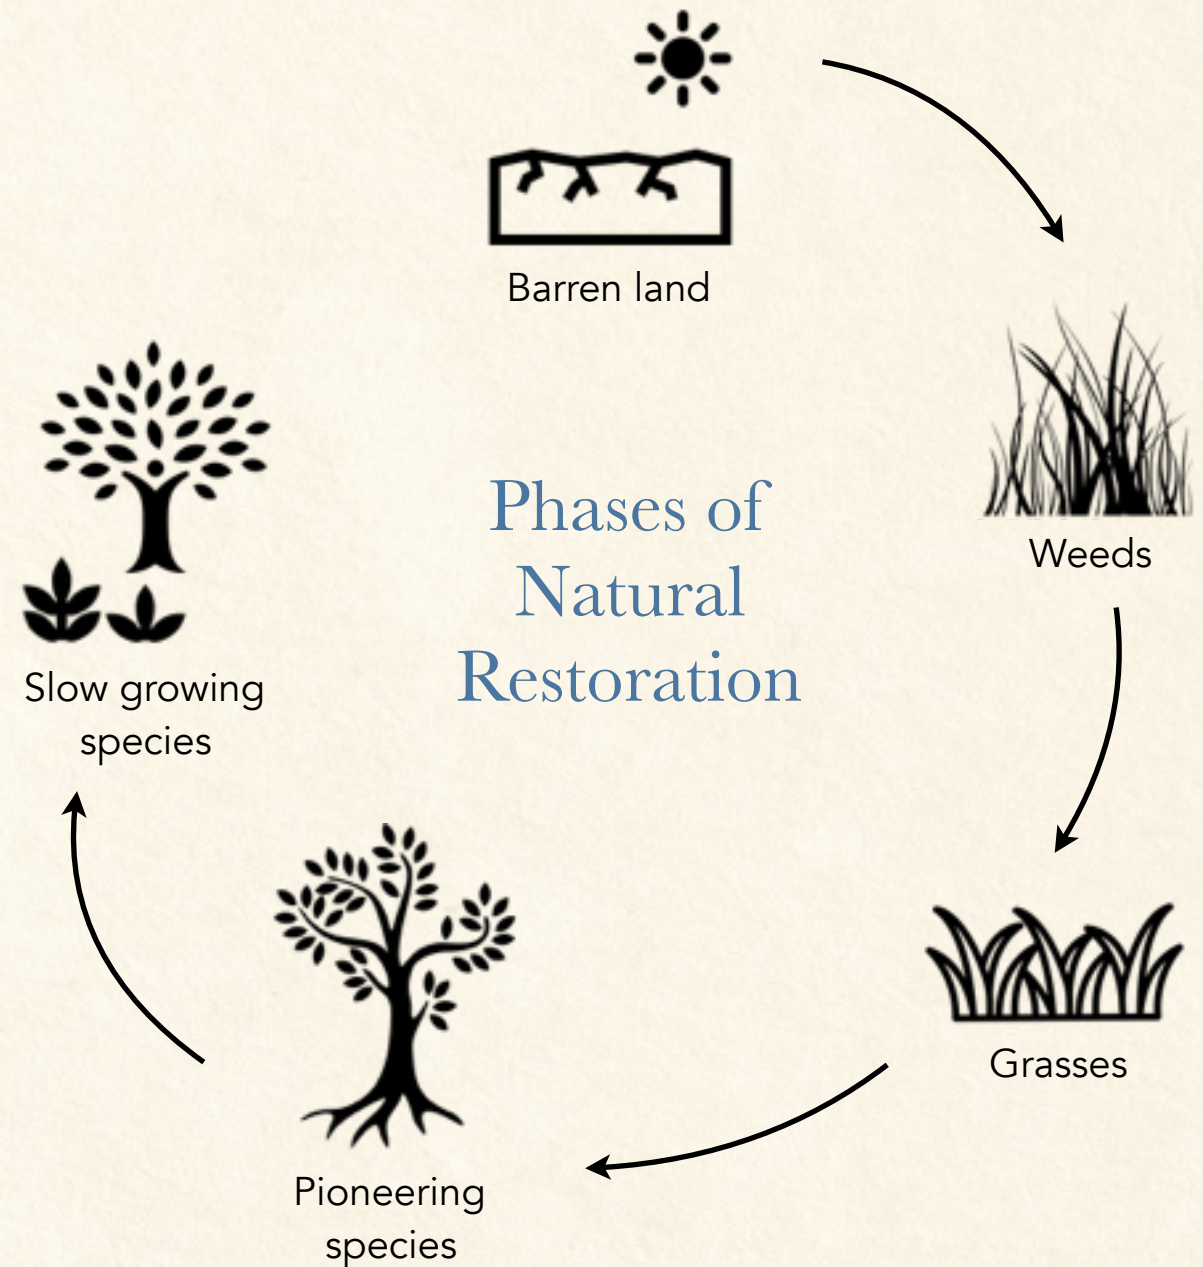 Barren land
Weeds
Phases of
Natural
Restoration
Slow growing
species
Grasses
Pioneering
species